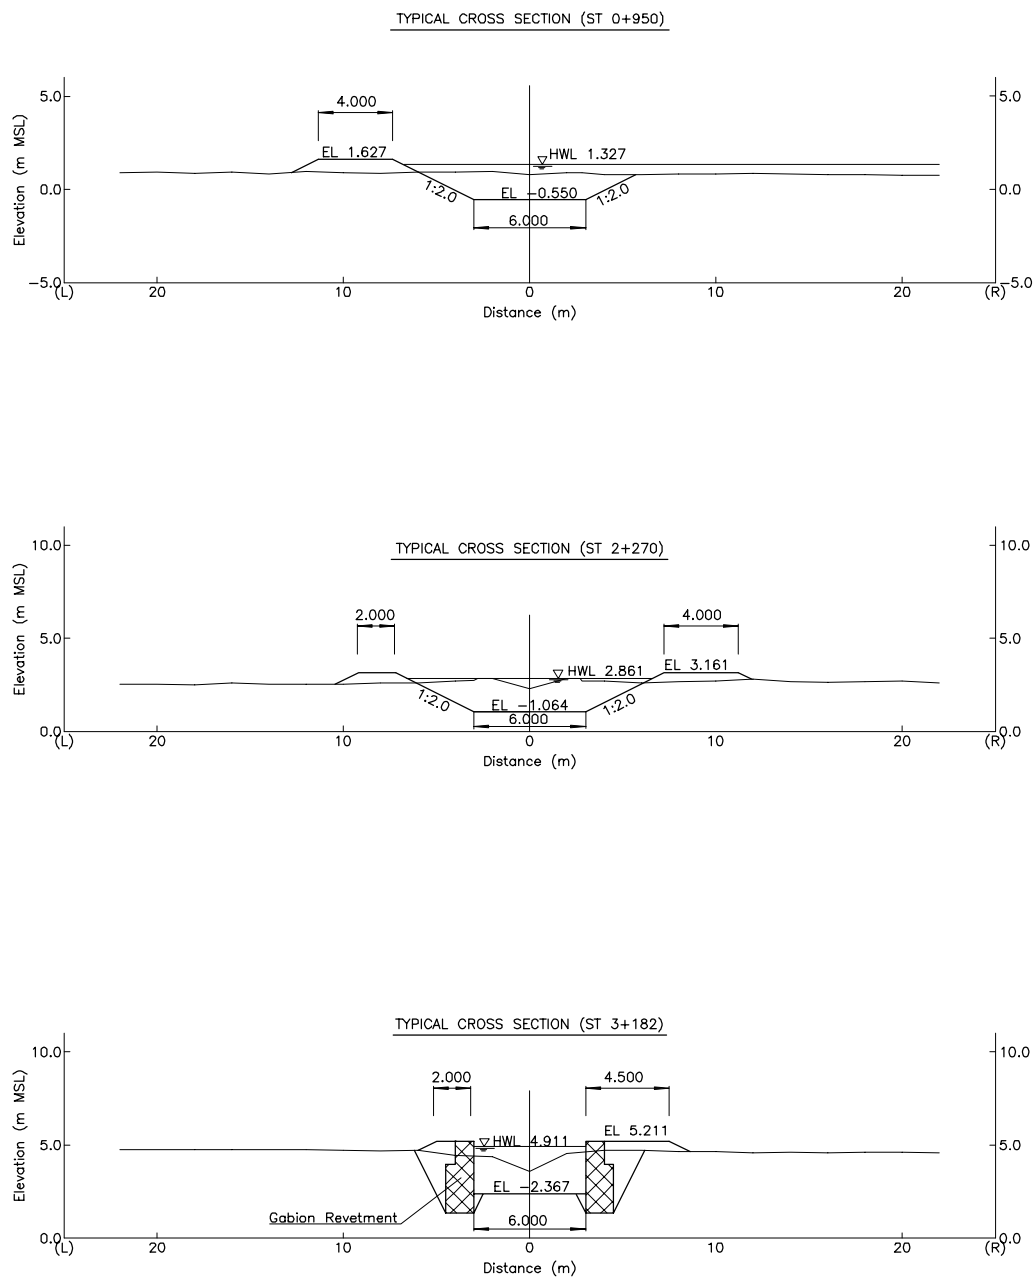 TYPICAL CROSS SECTION (ST 0+950)
5.0
5.0
4.000
EL 1.627
HWL 1.327
Elevation (m MSL)
0.0
0.0
1:2.0
EL -0.550
1:2.0
6.000
-5.0
-5.0
(L)
20
10
0
10
20
(R)
Distance (m)
10.0
TYPICAL CROSS SECTION (ST 2+270)
10.0
Elevation (m MSL)
2.000
4.000
5.0
5.0
HWL 2.861
EL 3.161
1:2.0
EL -1.064
1:2.0
6.000
0.0
0.0
(L)
20
10
0
10
20
(R)
Distance (m)
TYPICAL CROSS SECTION (ST 3+182)
10.0
10.0
Elevation (m MSL)
2.000
4.500
5.0
HWL 4.911
EL 5.211
5.0
EL -2.367
Gabion Revetment
6.000
0.0
0.0
(L)
20
10
0
10
20
(R)
Distance (m)